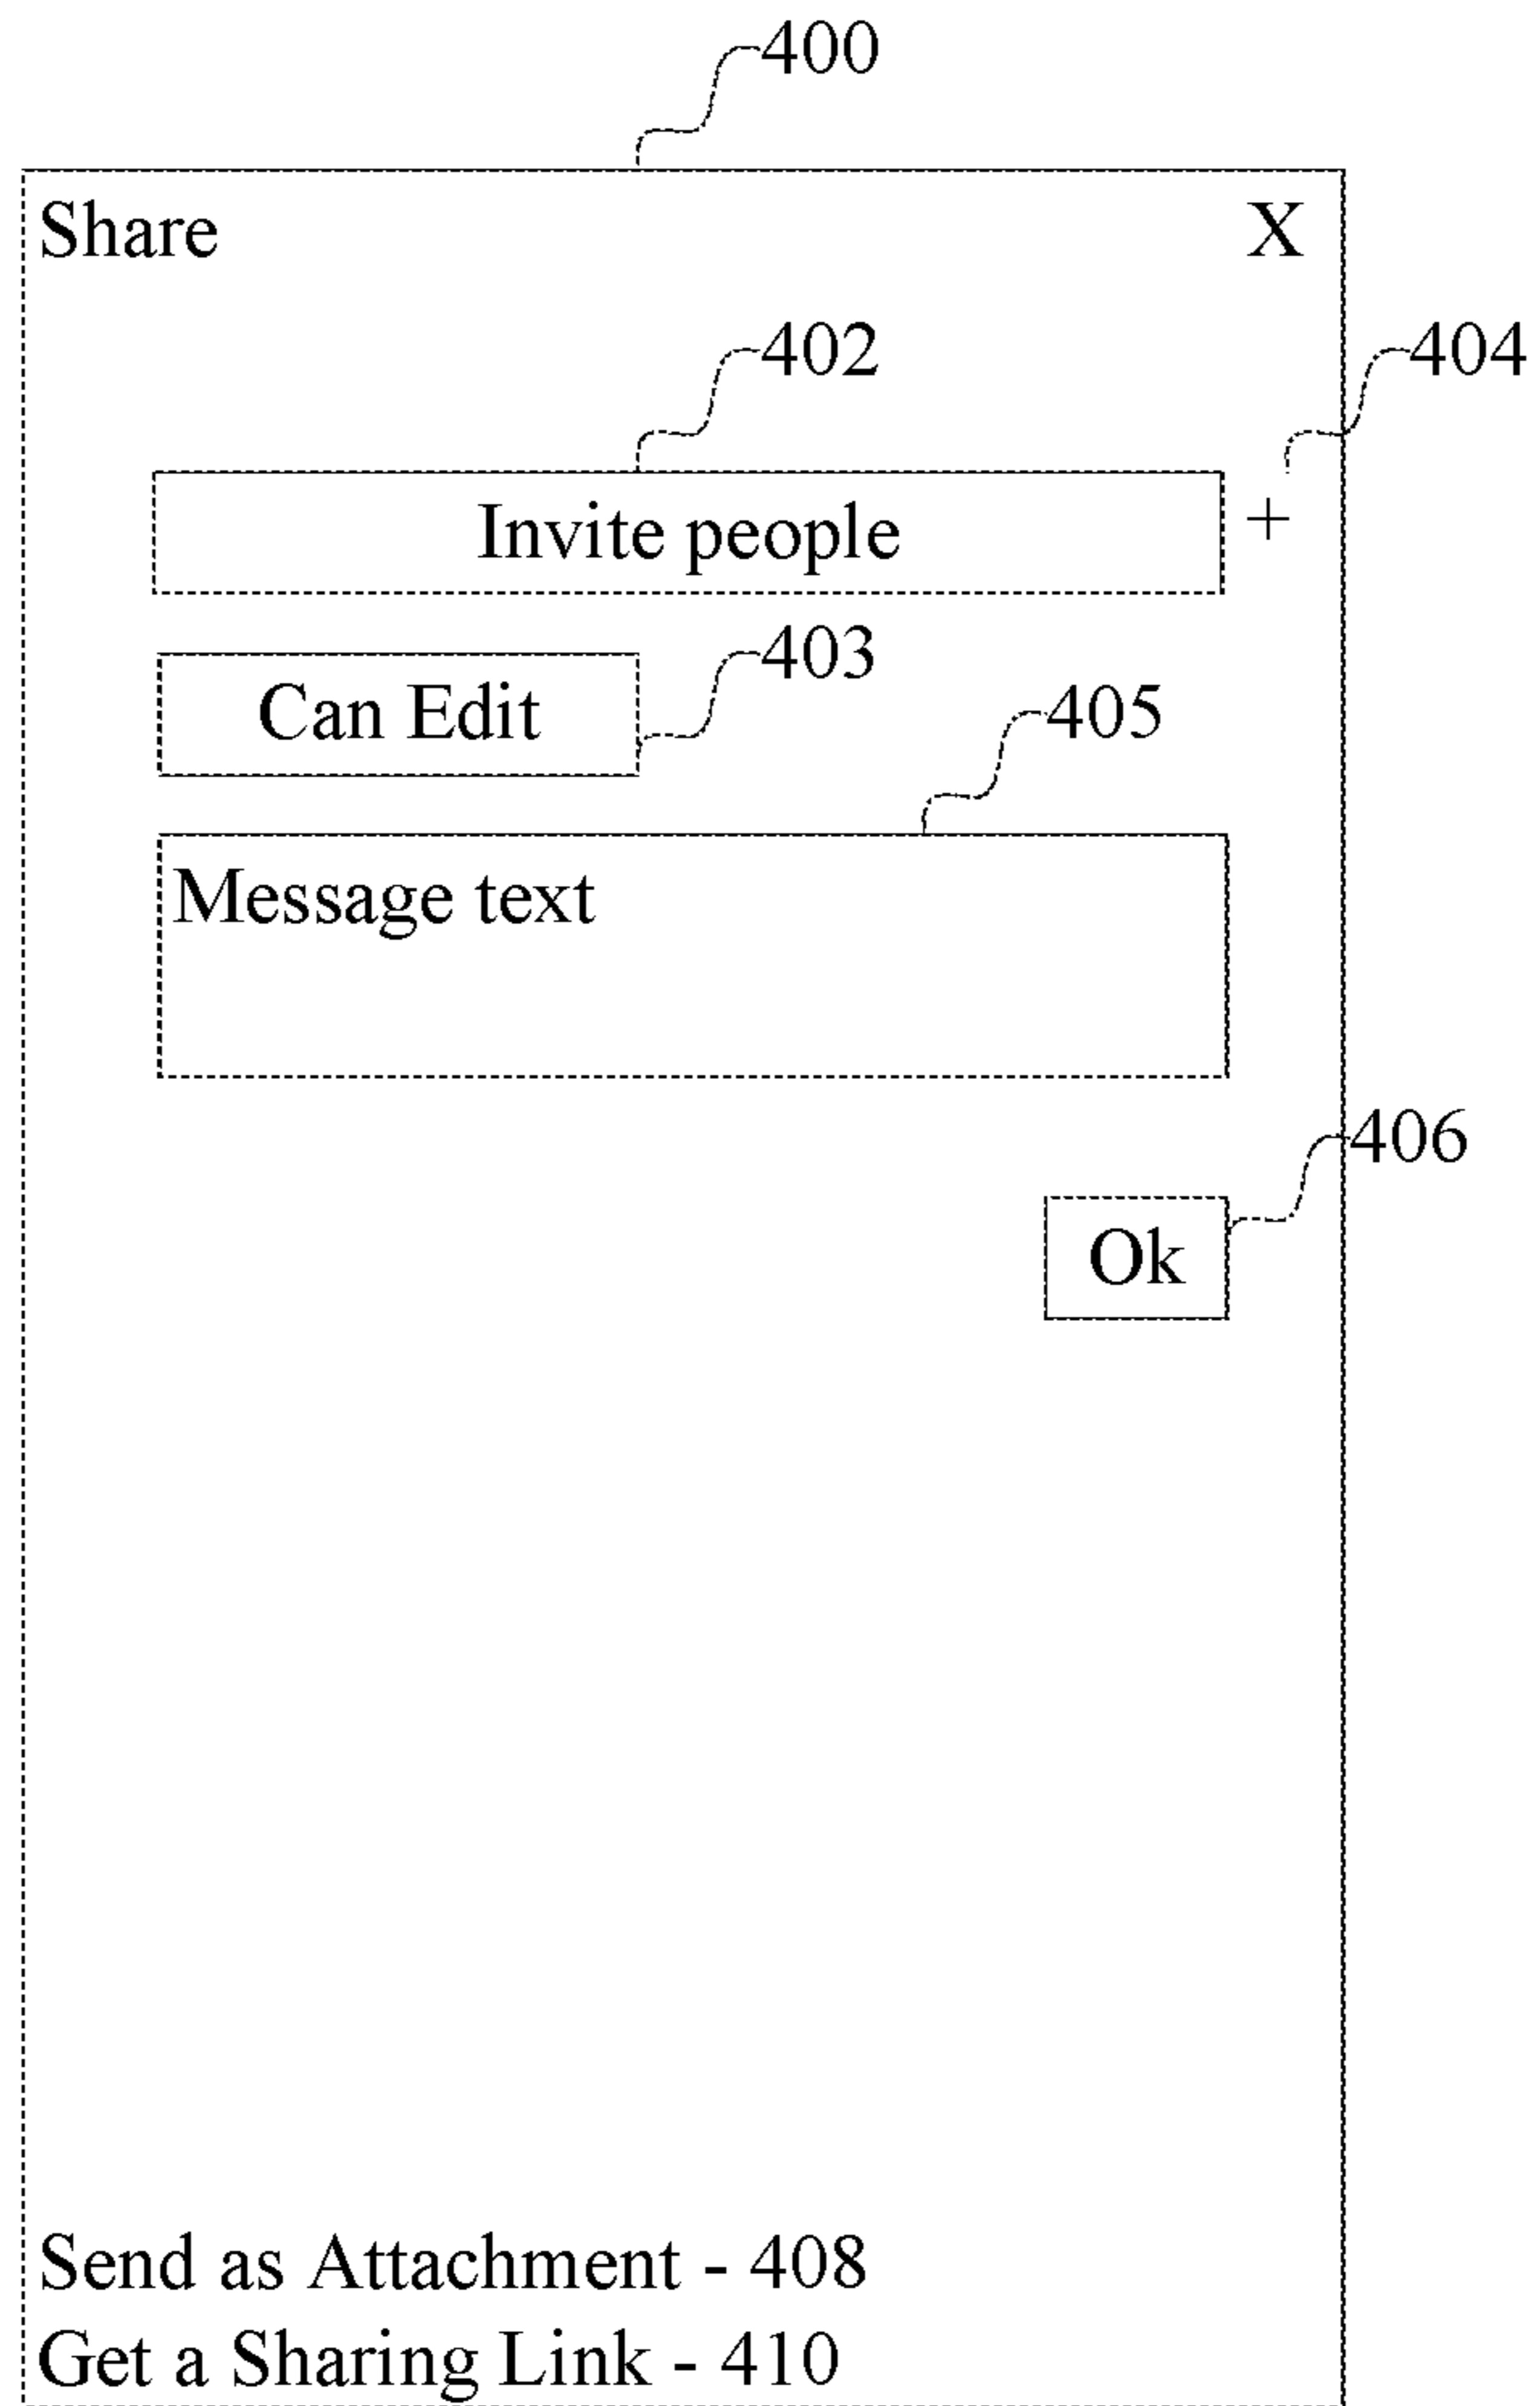 400
Share X
402 404
Invite people +
403
Can Edit
405
Message text
406
Ok
Send as Attachment - 408
Get a Sharing Link - 410